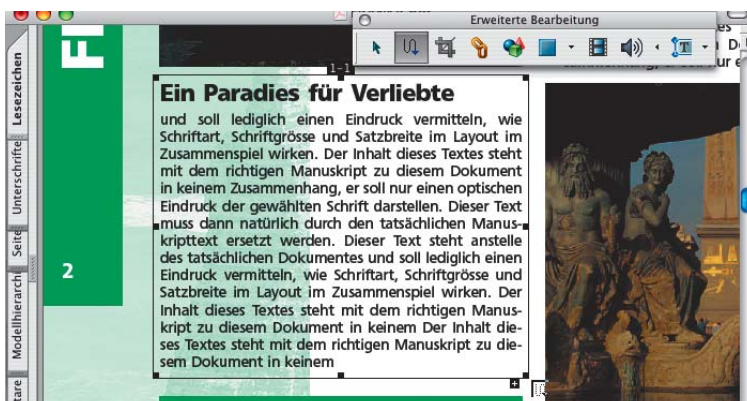 Erweiterte Bearbeitung
Lesezeichen
Unterschrifte
Seite
Modellhierarchi
tare
2
1-1
Ein Paradies für Verliebte
und soll lediglich einen Eindruck vermitteln, wie
Schriftart, Schriftgrösse und Satzbreite im Layout im
Zusammenspiel wirken. Der Inhalt dieses Textes steht
mit dem richtigen Manuskript zu diesem Dokument
in keinem Zusammenhang, er soll nur einen optischen
Eindruck der gewählten Schrift darstellen. Dieser Text
muss dann natürlich durch den tatsächlichen Manus-
kripttext ersetzt werden. Dieser Text steht anstelle
des tatsächlichen Dokumentes und soll lediglich einen
Eindruck vermitteln, wie Schriftart, Schriftgrösse und
Satzbreite im Layout im Zusammenspiel wirken. Der
Inhalt dieses Textes steht mit dem richtigen Manus-
kript zu diesem Dokument in keinem Der Inhalt die-
ses Textes steht mit dem richtigen Manuskript zu die-
sem Dokument in keinem